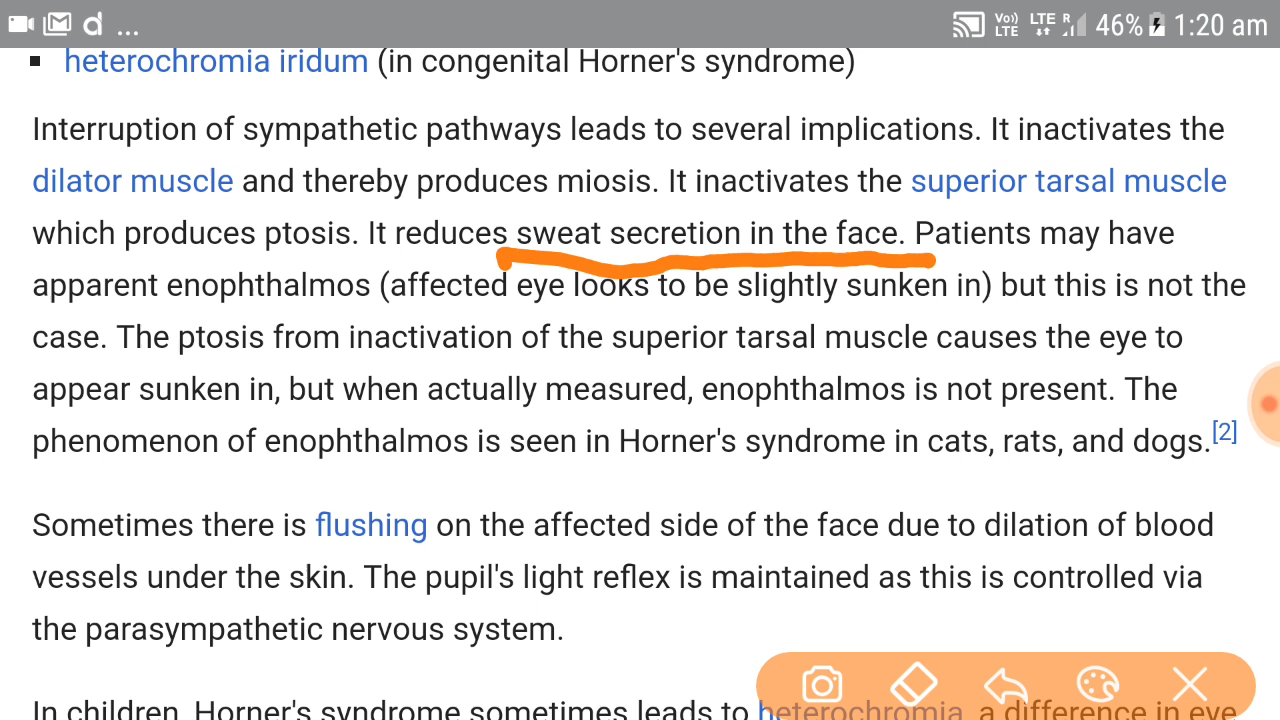 d ... Vo)) LTE LTE R 46% 1:20 am
▪ heterochromia iridum (in congenital Horner's syndrome)
Interruption of sympathetic pathways leads to several implications. It inactivates the
dilator muscle and thereby produces miosis. It inactivates the superior tarsal muscle
which produces ptosis. It reduces sweat secretion in the face. Patients may have
apparent enophthalmos (affected eye looks to be slightly sunken in) but this is not the
case. The ptosis from inactivation of the superior tarsal muscle causes the eye to
appear sunken in, but when actually measured, enophthalmos is not present. The
phenomenon of enophthalmos is seen in Horner's syndrome in cats, rats, and dogs.[2]
Sometimes there is flushing on the affected side of the face due to dilation of blood
vessels under the skin. The pupil's light reflex is maintained as this is controlled via
the parasympathetic nervous system.
In children, Horner's syndrome sometimes leads to heterochromia, a difference in eye